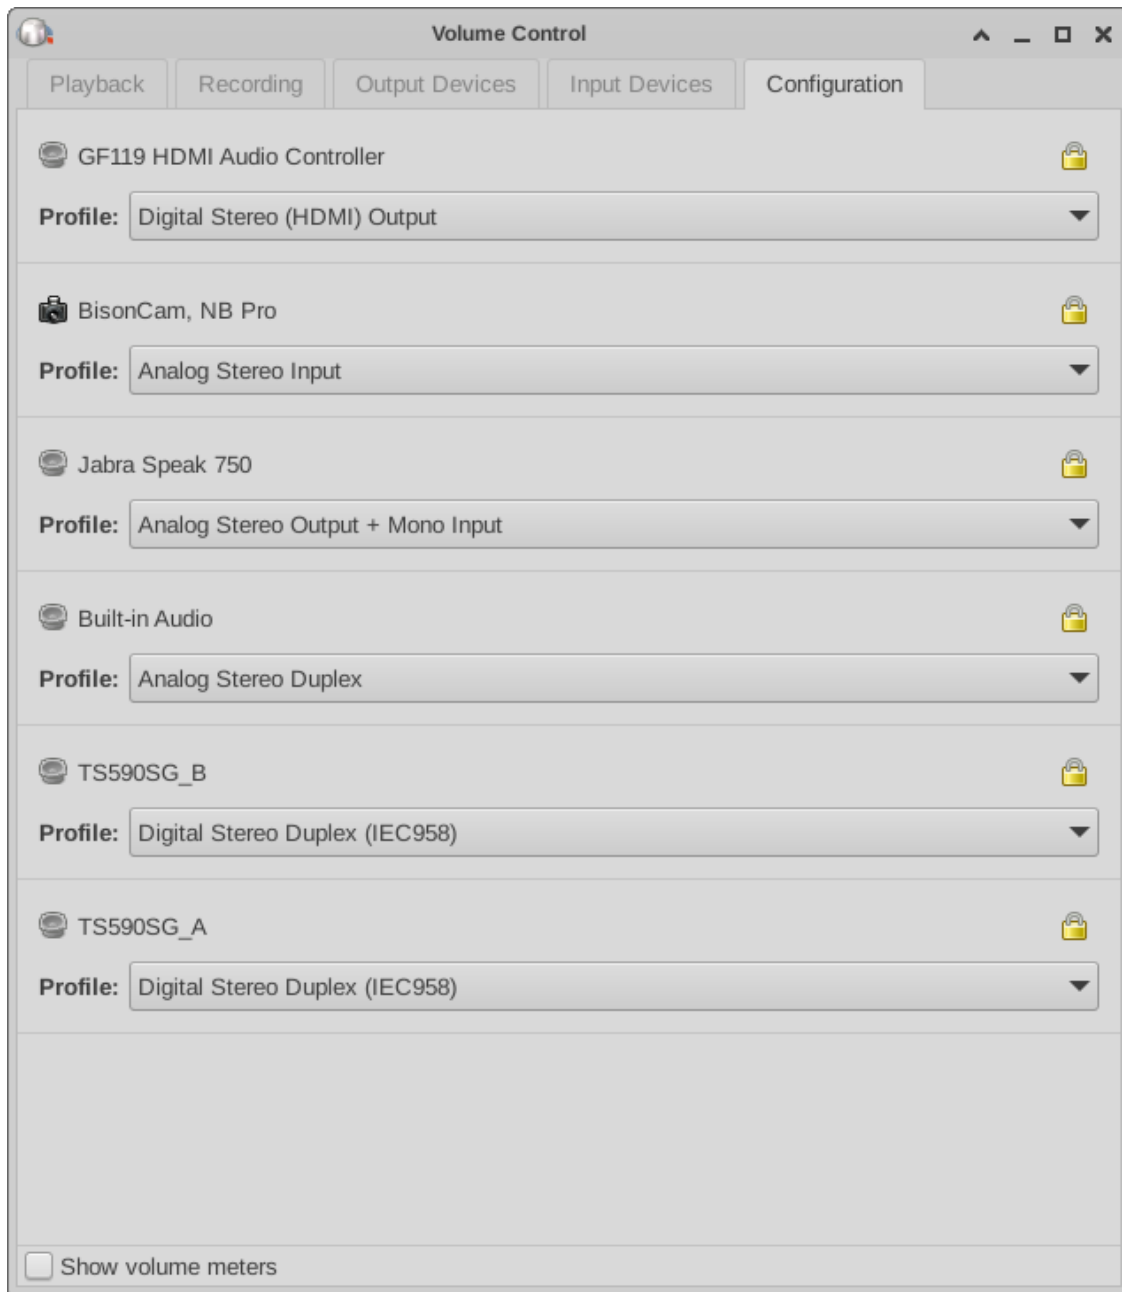 Volume Control
Playback Recording Output Devices Input Devices Configuration
GF119 HDMI Audio Controller
Profile: Digital Stereo (HDMI) Output
BisonCam, NB Pro
Profile: Analog Stereo Input
Jabra Speak 750
Profile: Analog Stereo Output + Mono Input
Built-in Audio
Profile: Analog Stereo Duplex
TS590SG_B
Profile: Digital Stereo Duplex (IEC958)
TS590SG_A
Profile: Digital Stereo Duplex (IEC958)
Show volume meters